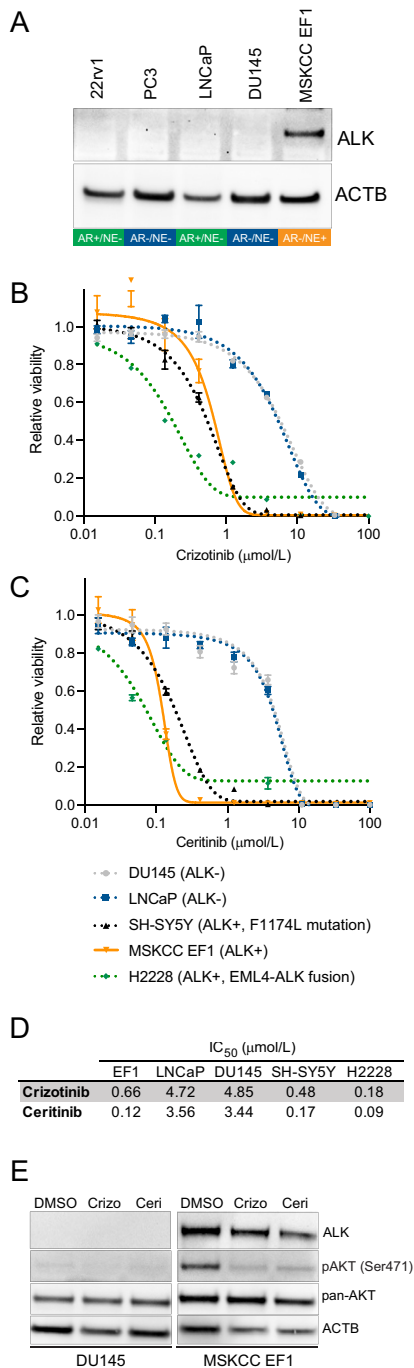 A
22rv1 PC3 LNCaP DU145 MSKCC EF1
ALK
ACTB
AR+/NE- AR-/NE- AR+/NE- AR-/NE- AR-/NE+
B
Relative viability
1.0
0.8
0.6
0.4
0.2
0.0
0.01 0.1 1 10 100
Crizotinib (μmol/L)
C
Relative viability
1.0
0.8
0.6
0.4
0.2
0.0
0.01 0.1 1 10 100
Ceritinib (μmol/L)
DU145 (ALK-)
LNCaP (ALK-)
SH-SY5Y (ALK+, F1174L mutation)
MSKCC EF1 (ALK+)
H2228 (ALK+, EML4-ALK fusion)
D
IC50 (μmol/L)
EF1 LNCaP DU145 SH-SY5Y H2228
Crizotinib 0.66 4.72 4.85 0.48 0.18
Ceritinib 0.12 3.56 3.44 0.17 0.09
E
DMSO Crizo Ceri DMSO Crizo Ceri
ALK
pAKT (Ser471)
pan-AKT
ACTB
DU145 MSKCC EF1